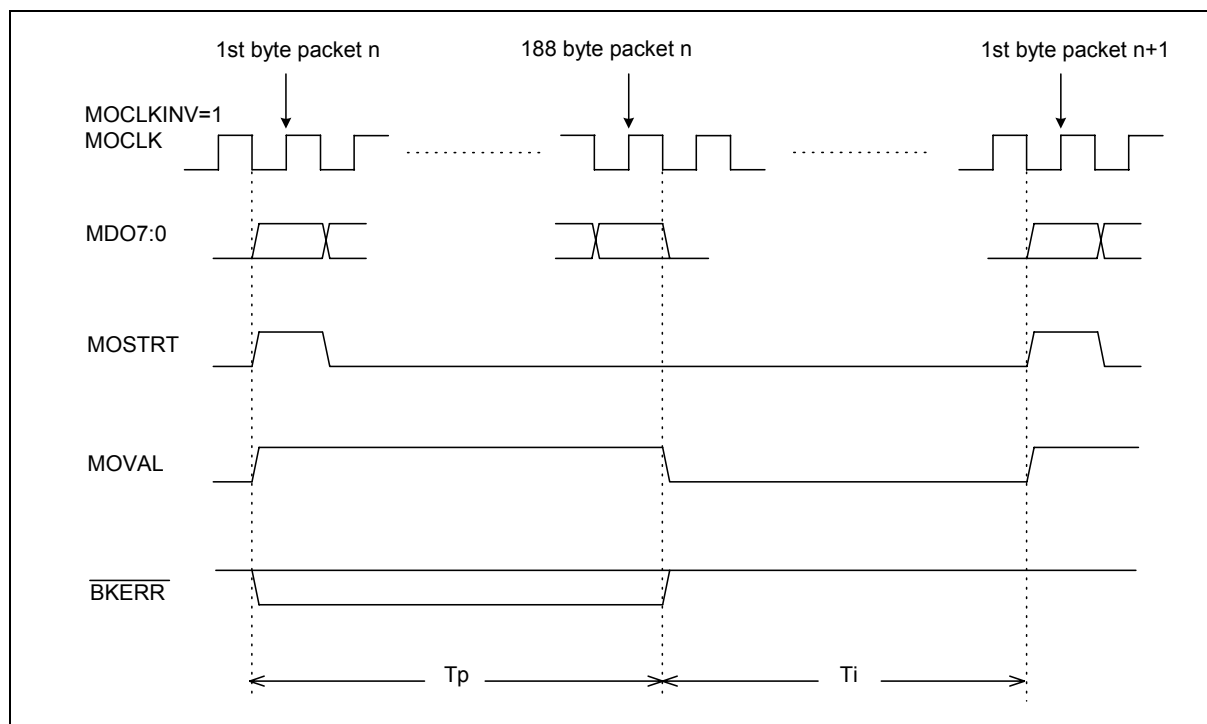 1st byte packet n
188 byte packet n
1st byte packet n+1
MOCLKINV=1
MOCLK
MDO7:0
MOSTRT
MOVAL
BKERR
Tp
Ti